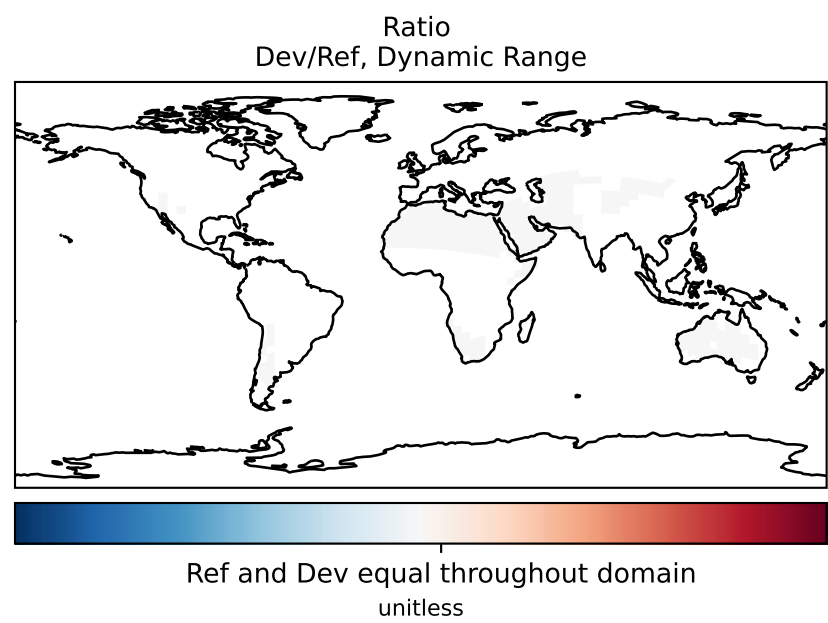 Ratio
Dev/Ref, Dynamic Range
Ref and Dev equal throughout domain
unitless